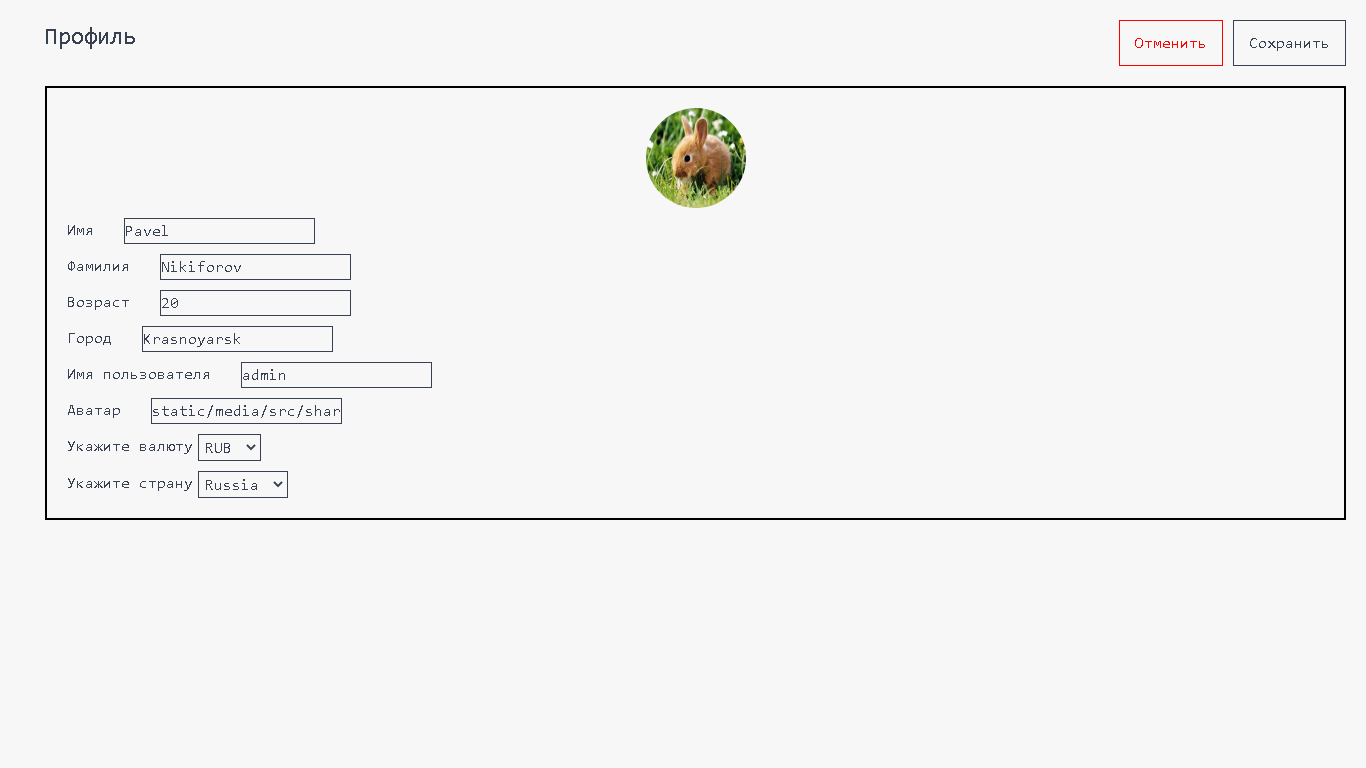 Профиль
Отменить
Сохранить
Имя Pavel
Фамилия Nikiforov
Возраст 20
Город Krasnoyarsk
Имя пользователя admin
Аватар static/media/src/shar
Укажите валюту RUB
Укажите страну Russia